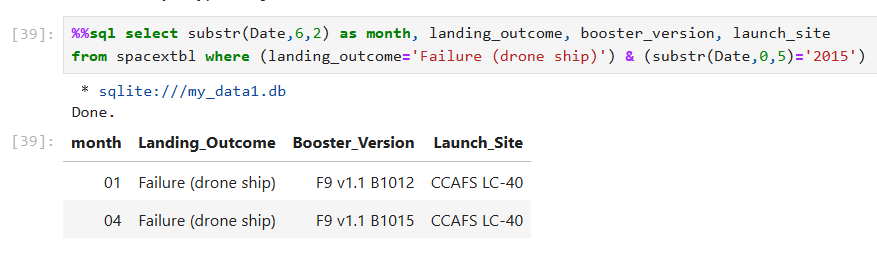 [39]: %%sql select substr(Date,6,2) as month, landing_outcome, booster_version, launch_site
from spacextbl where (landing_outcome='Failure (drone ship)') & (substr(Date,0,5)='2015')
* sqlite:///my_data1.db
Done.
[39]: month Landing_Outcome Booster_Version Launch_Site
01 Failure (drone ship) F9 v1.1 B1012 CCAFS LC-40
04 Failure (drone ship) F9 v1.1 B1015 CCAFS LC-40